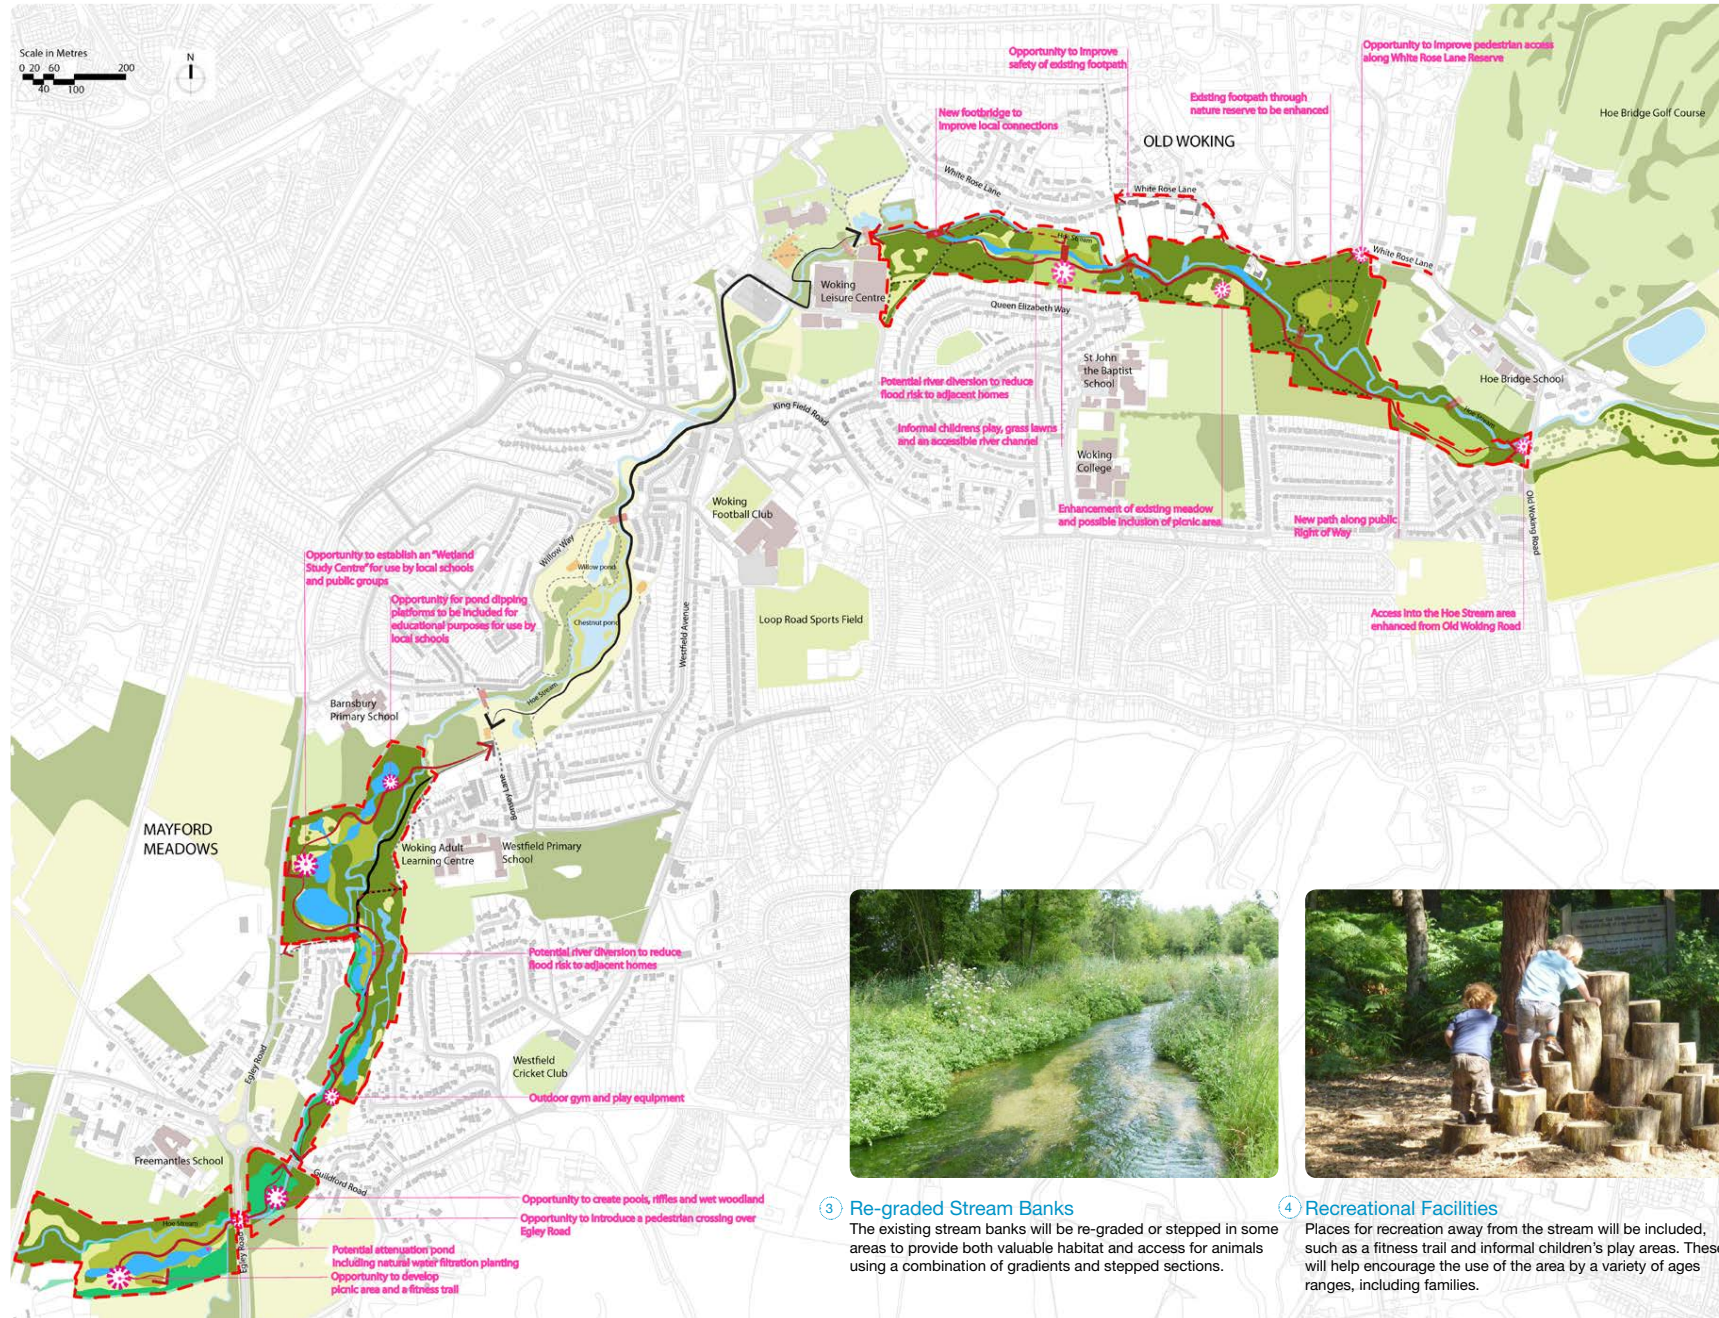 Scale in Metres
0 20 60 200
40 100
N
Opportunity to improve
safety of existing footpath
Opportunity to improve pedestrian access
along White Rose Lane Reserve
Existing footpath through
nature reserve to be enhanced
New footbridge to
improve local connections
Hoe Bridge Golf Course
OLD WOKING
White Rose Lane
White Rose Lane
White Rose Lane
Hoe Stream
Woking
Leisure Centre
Queen Elizabeth Way
St John
the Baptist
School
Hoe Bridge School
Hoe Stream
Potential river diversion to reduce
flood risk to adjacent homes
King Field Road
Informal childrens play, grass lawns
and an accessible river channel
Woking
College
Woking
Football Club
Enhancement of existing meadow
and possible inclusion of picnic area
New path along public
Right of Way
Old Woking Road
Willow Way
Willow pond
Opportunity to establish an "Wetland
Study Centre" for use by local schools
and public groups
Opportunity for pond dipping
platforms to be included for
educational purposes for use by
local schools
Chestnut pond
Westfield Avenue
Loop Road Sports Field
Access into the Hoe Stream area
enhanced from Old Woking Road
Hoe Stream
Barnsbury
Primary School
Bonsey Lane
MAYFORD
MEADOWS
Woking Adult
Learning Centre
Westfield Primary
School
Potential river diversion to reduce
flood risk to adjacent homes
Egley Road
Westfield
Cricket Club
Outdoor gym and play equipment
Freemantles School
Guildford Road
Opportunity to create pools, riffles and wet woodland
Opportunity to introduce a pedestrian crossing over
Egley Road
Hoe Stream
Egley Road
Potential attenuation pond
including natural water filtration planting
Opportunity to develop
picnic area and a fitness trail
3 Re-graded Stream Banks
The existing stream banks will be re-graded or stepped in some
areas to provide both valuable habitat and access for animals
using a combination of gradients and stepped sections.
4 Recreational Facilities
Places for recreation away from the stream will be included,
such as a fitness trail and informal children's play areas. These
will help encourage the use of the area by a variety of ages
ranges, including families.